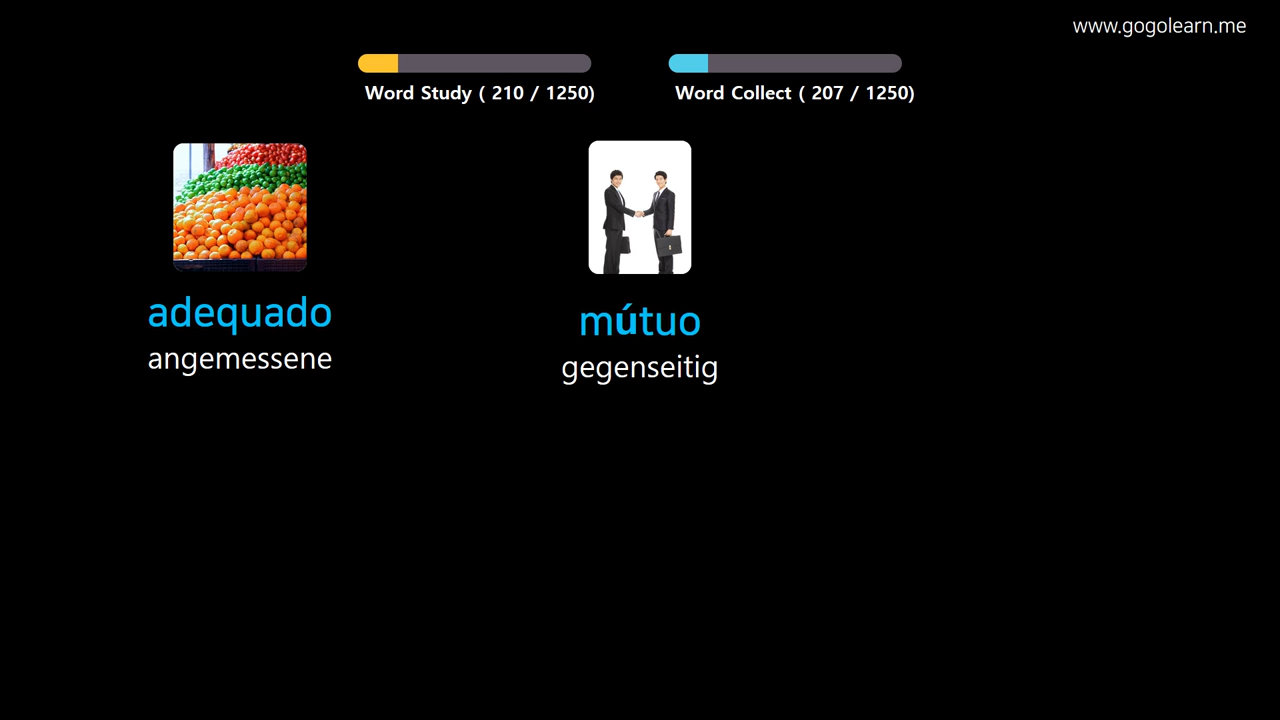 www.gogolearn.me
Word Study ( 210 / 1250)
Word Collect ( 207 / 1250)
adequado
angemessene
mútuo
gegenseitig